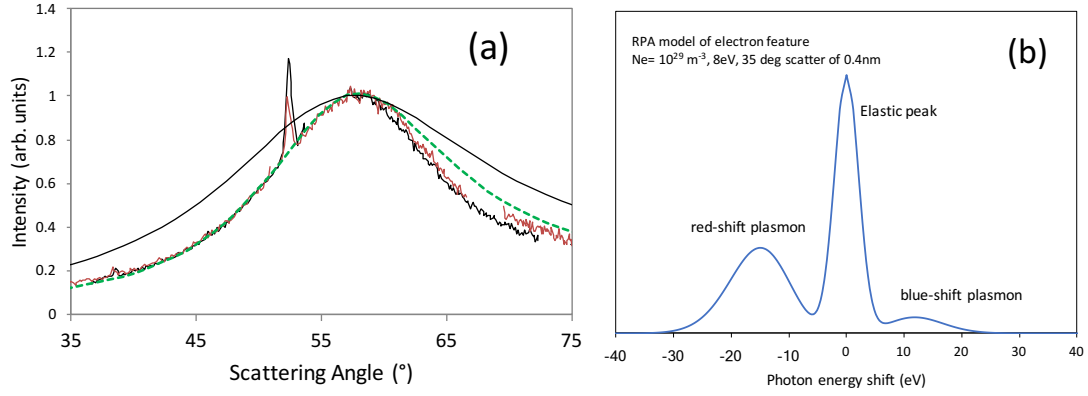 (a)
Intensity (arb. units)
1.4
1.2
1
0.8
0.6
0.4
0.2
0
35
45
55
65
75
Scattering Angle (°)
(b)
RPA model of electron feature
Ne= 10²⁹ m⁻³, 8eV, 35 deg scatter of 0.4nm
Elastic peak
red-shift plasmon
blue-shift plasmon
-40
-30
-20
-10
0
10
20
30
40
Photon energy shift (eV)